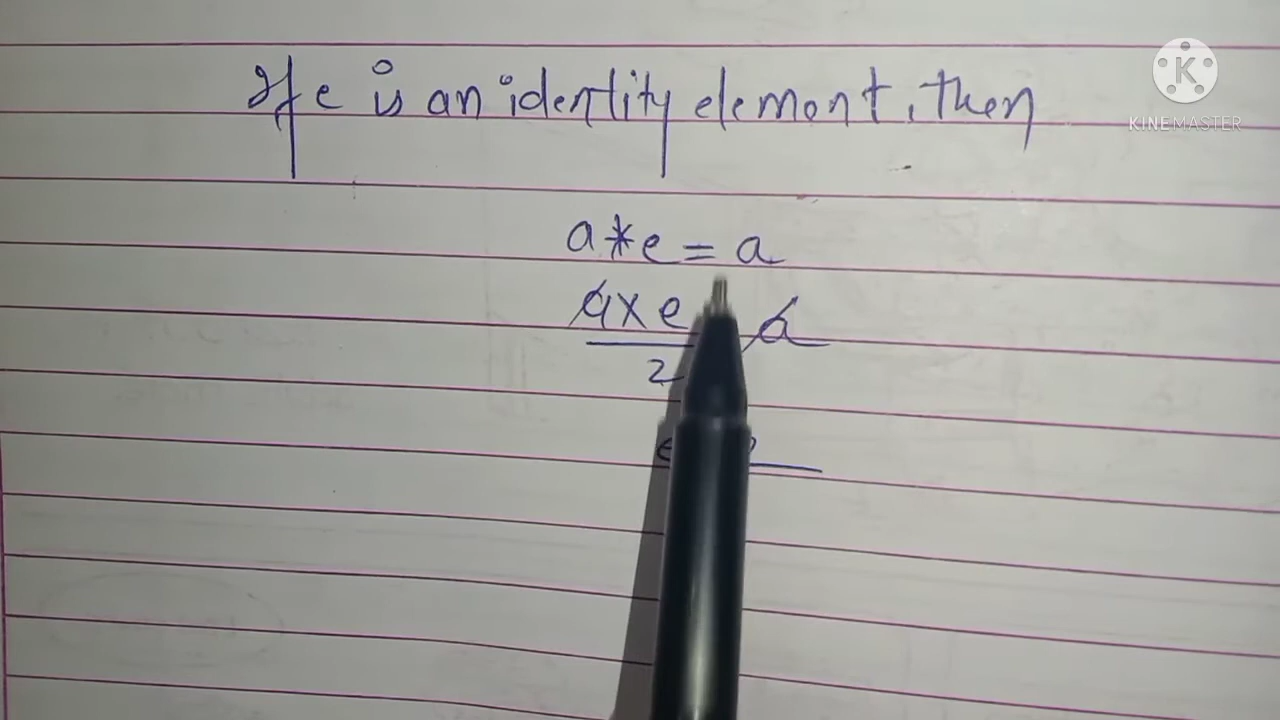 If e is an identity element, then
K
KINEMASTER
a*e = a
a x e a
2
e